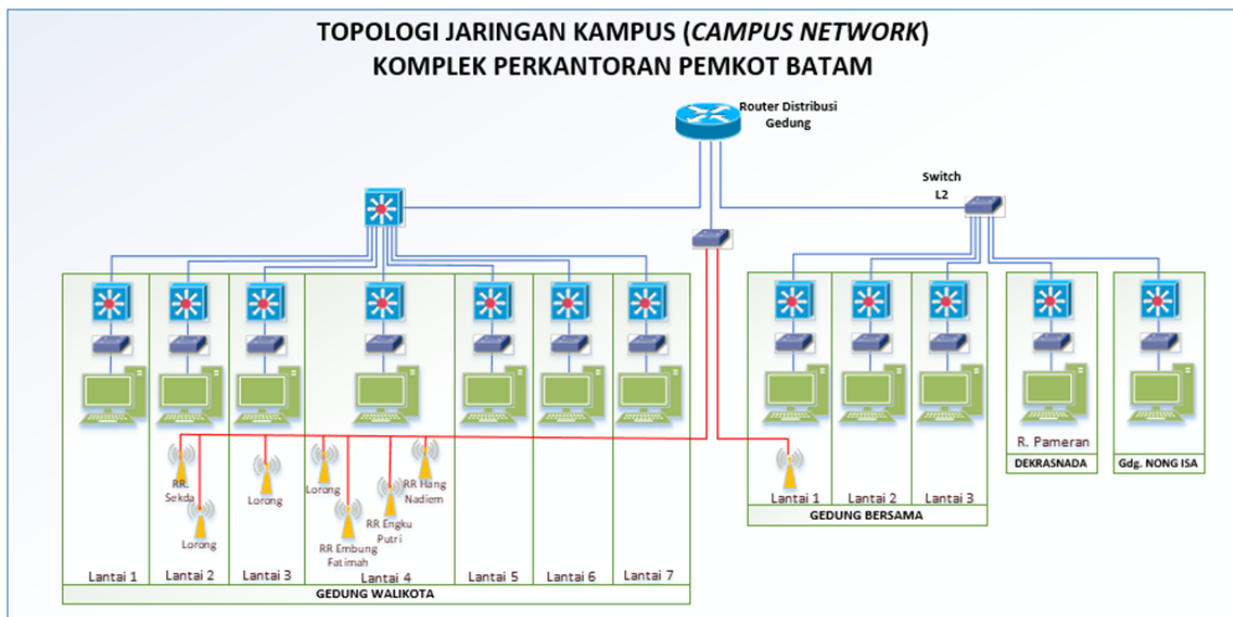 TOPOLOGI JARINGAN KAMPUS (CAMPUS NETWORK)
KOMPLEK PERKANTORAN PEMKOT BATAM
Router Distribusi
Gedung
Switch
L2
RR.
Sekda
Lorong
Lorong
Lorong
RR Embung
Fatimah
RR Engku
Putri
RR Hang
Nadiem
Lantai 1
Lantai 2
Lantai 3
Lantai 4
Lantai 5
Lantai 6
Lantai 7
GEDUNG WALIKOTA
Lantai 1
Lantai 2
Lantai 3
GEDUNG BERSAMA
R. Pameran
DEKRASNADA
Gdg. NONG ISA